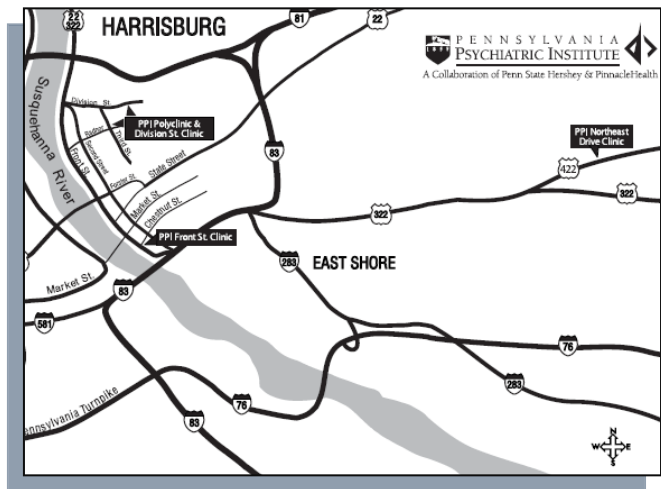 22
322
HARRISBURG
81
22
PENNSYLVANIA
PSYCHIATRIC INSTITUTE
A Collaboration of Penn State Hershey & PinnacleHealth
Susquehanna River
Division St.
PPI Polyclinic &
Division St. Clinic
Third St.
Second Street
Front St.
Forster St.
State Street
83
PPI Northeast
Drive Clinic
422
322
322
Market St.
Chestnut St.
PPI Front St. Clinic
283
EAST SHORE
Market St.
83
581
76
283
76
83
ennsylvania Turnpike
N
W E
S